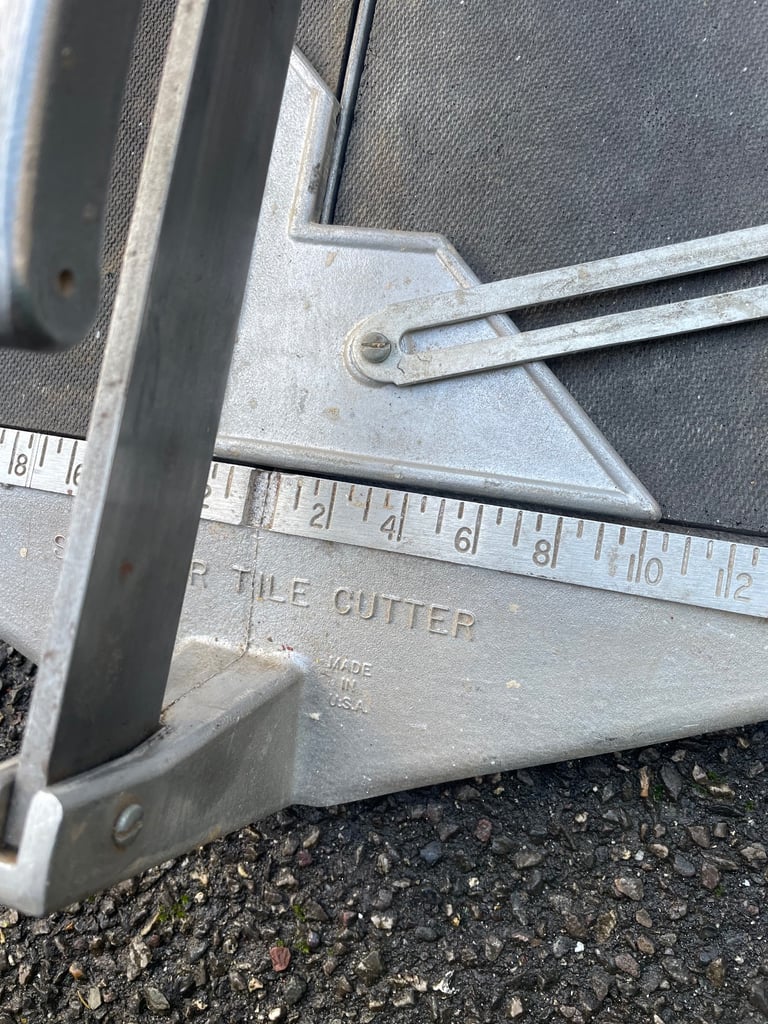 8 6 2 2 4 6 8 10 12
TILE CUTTER
MADE
IN
U.S.A.